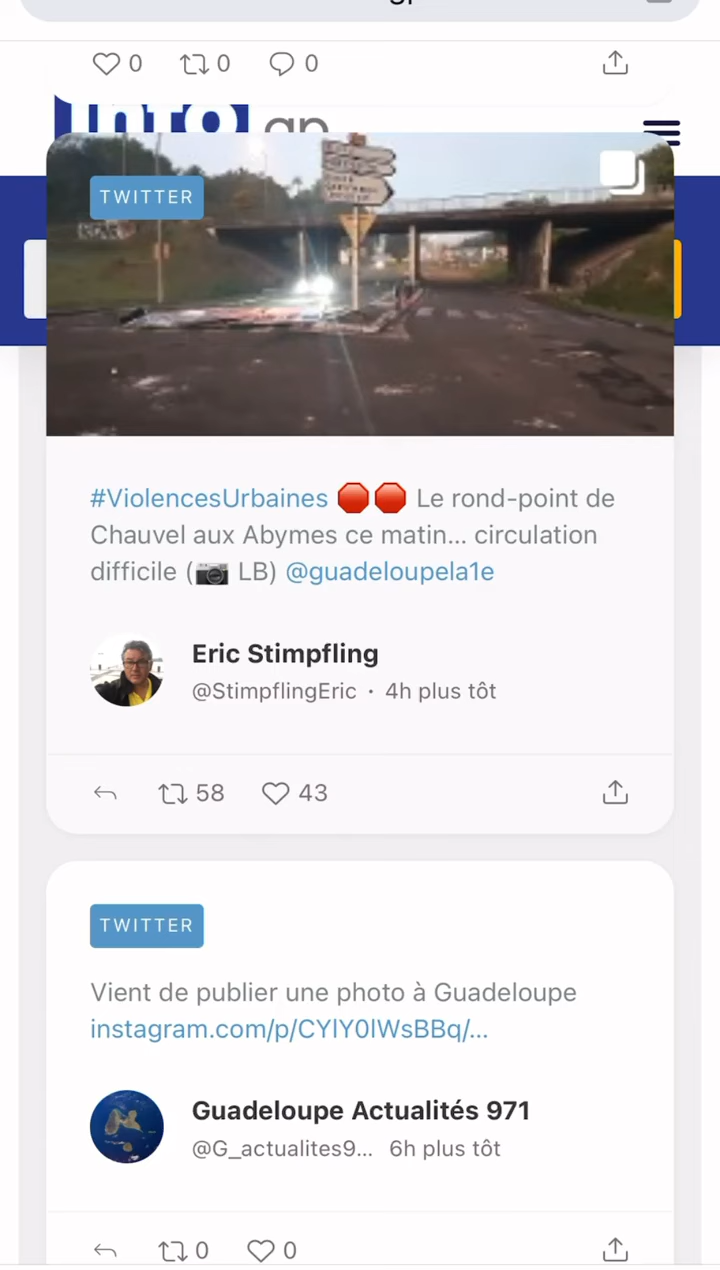 0 0 0
Info gp
TWITTER
#ViolencesUrbaines 🛑🛑 Le rond-point de
Chauvel aux Abymes ce matin... circulation
difficile (📷 LB) @guadeloupela1e
Eric Stimpfling
@StimpflingEric · 4h plus tôt
58 43
TWITTER
Vient de publier une photo à Guadeloupe
instagram.com/p/CYlY0lWsBBq/...
Guadeloupe Actualités 971
@G_actualites9... 6h plus tôt
0 0